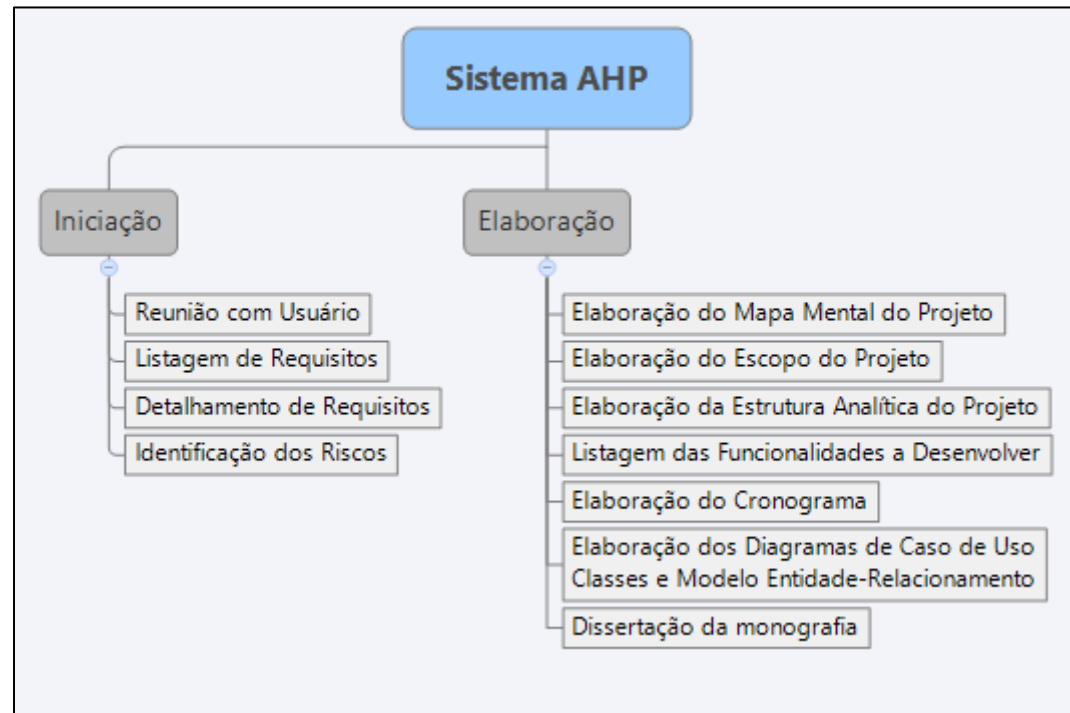 Sistema AHP
Iniciação
Reunião com Usuário
Listagem de Requisitos
Detalhamento de Requisitos
Identificação dos Riscos
Elaboração
Elaboração do Mapa Mental do Projeto
Elaboração do Escopo do Projeto
Elaboração da Estrutura Analítica do Projeto
Listagem das Funcionalidades a Desenvolver
Elaboração do Cronograma
Elaboração dos Diagramas de Caso de Uso
Classes e Modelo Entidade-Relacionamento
Dissertação da monografia